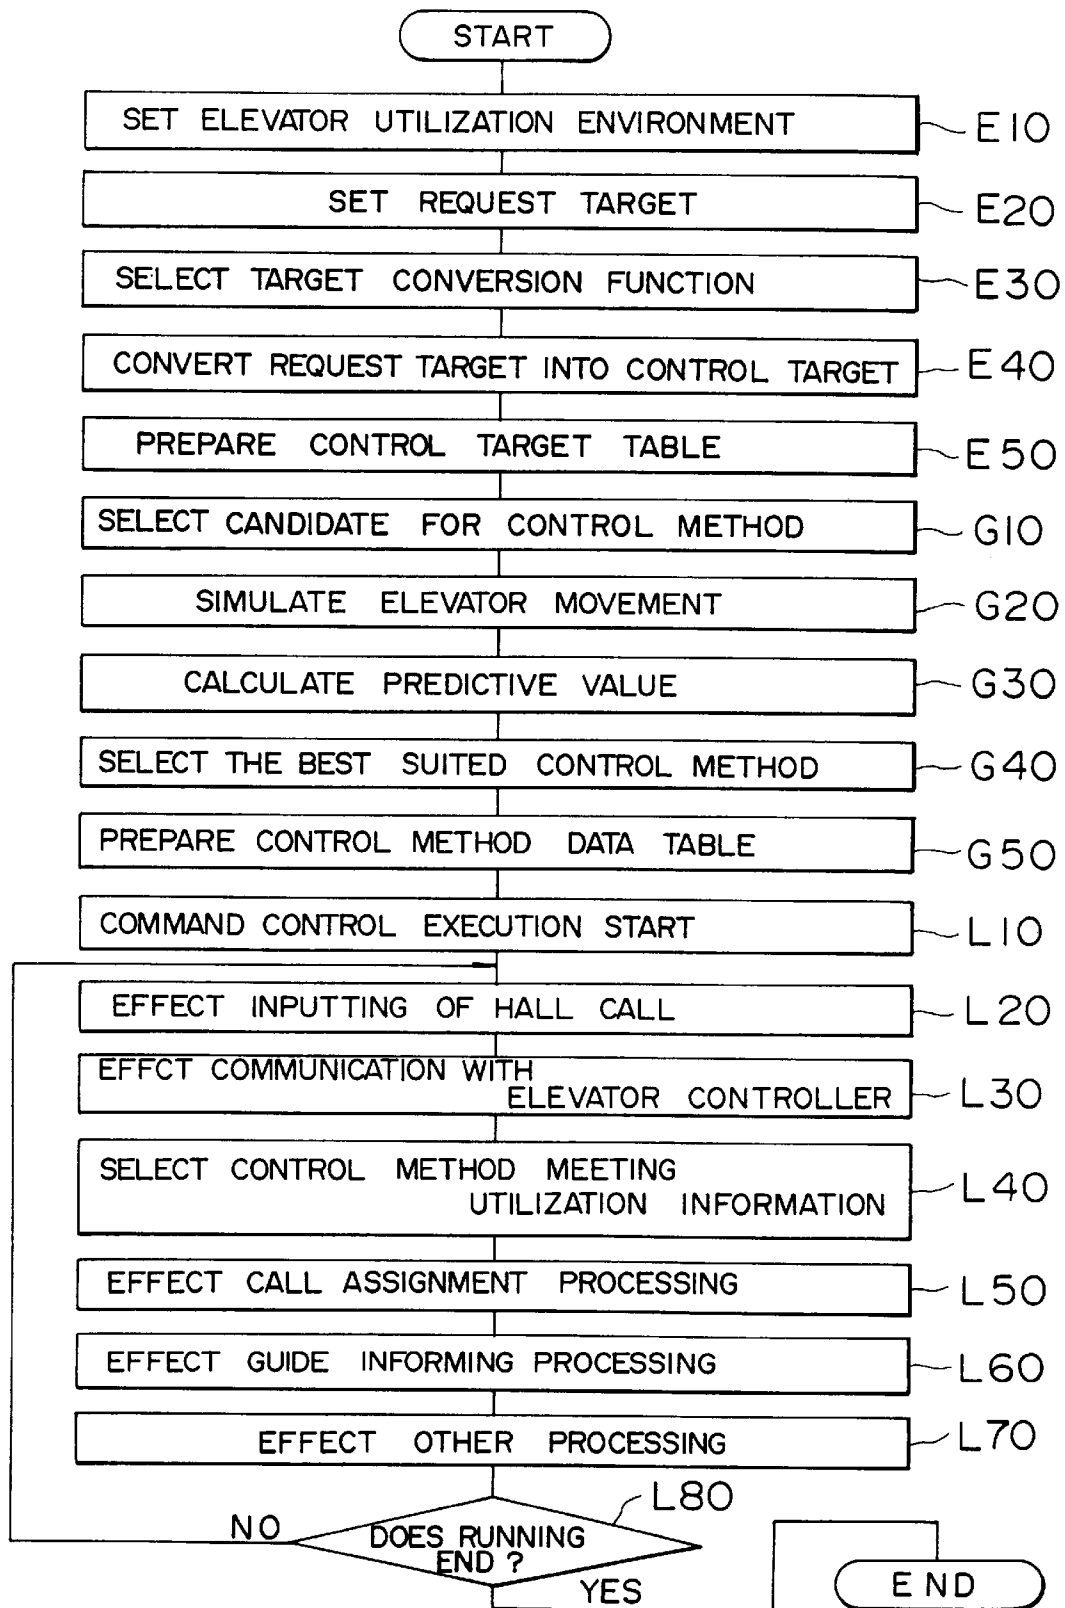 START
SET ELEVATOR UTILIZATION ENVIRONMENT
E10
SET REQUEST TARGET
E20
SELECT TARGET CONVERSION FUNCTION
E30
CONVERT REQUEST TARGET INTO CONTROL TARGET
E40
PREPARE CONTROL TARGET TABLE
E50
SELECT CANDIDATE FOR CONTROL METHOD
G10
SIMULATE ELEVATOR MOVEMENT
G20
CALCULATE PREDICTIVE VALUE
G30
SELECT THE BEST SUITED CONTROL METHOD
G40
PREPARE CONTROL METHOD DATA TABLE
G50
COMMAND CONTROL EXECUTION START
L10
EFFECT INPUTTING OF HALL CALL
L20
EFFCT COMMUNICATION WITH
ELEVATOR CONTROLLER
L30
SELECT CONTROL METHOD MEETING
UTILIZATION INFORMATION
L40
EFFECT CALL ASSIGNMENT PROCESSING
L50
EFFECT GUIDE INFORMING PROCESSING
L60
EFFECT OTHER PROCESSING
L70
L80
NO
DOES RUNNING
END ?
YES
END